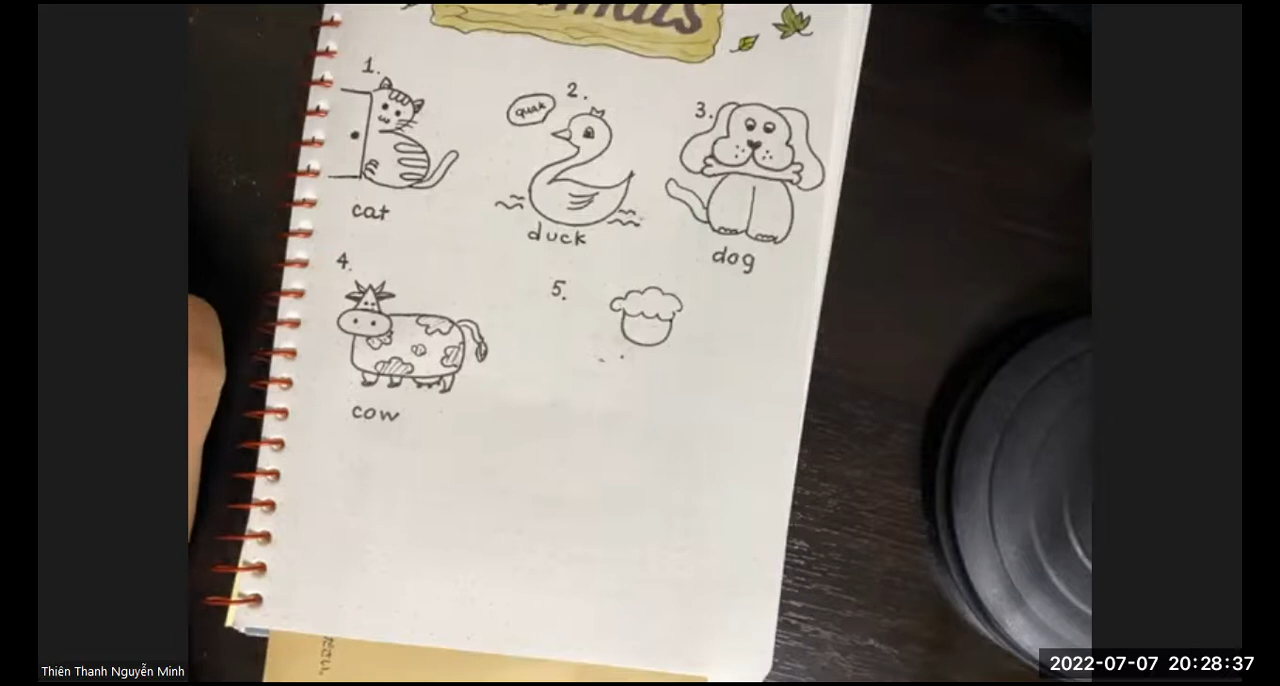 1.
2.
quak
3.
cat
duck
dog
4.
5.
cow
Thiên Thanh Nguyễn Minh
2022-07-07 20:28:37